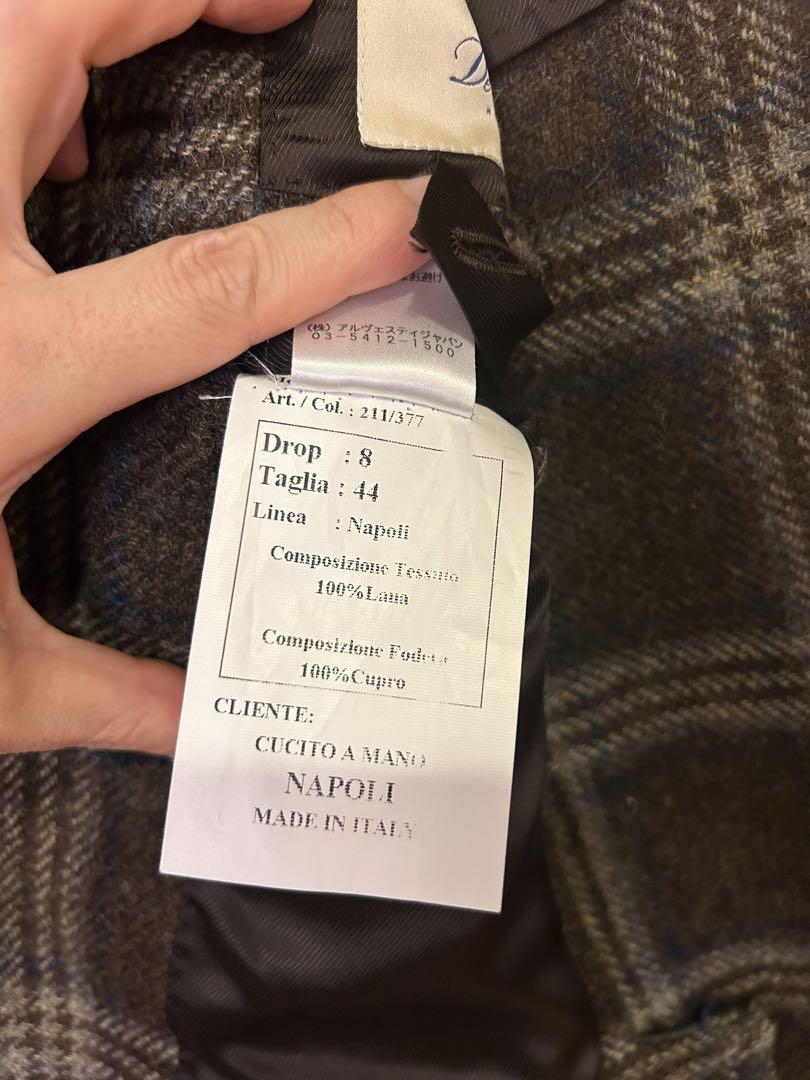 (株)アルヴェスティジャパン
03-5412-1500
Art. / Col. : 211/377
Drop : 8
Taglia : 44
Linea : Napoli
Composizione Tessuto
100%Lana
Composizione Fodera
100%Cupro
CLIENTE:
CUCITO A MANO
NAPOLI
MADE IN ITALY